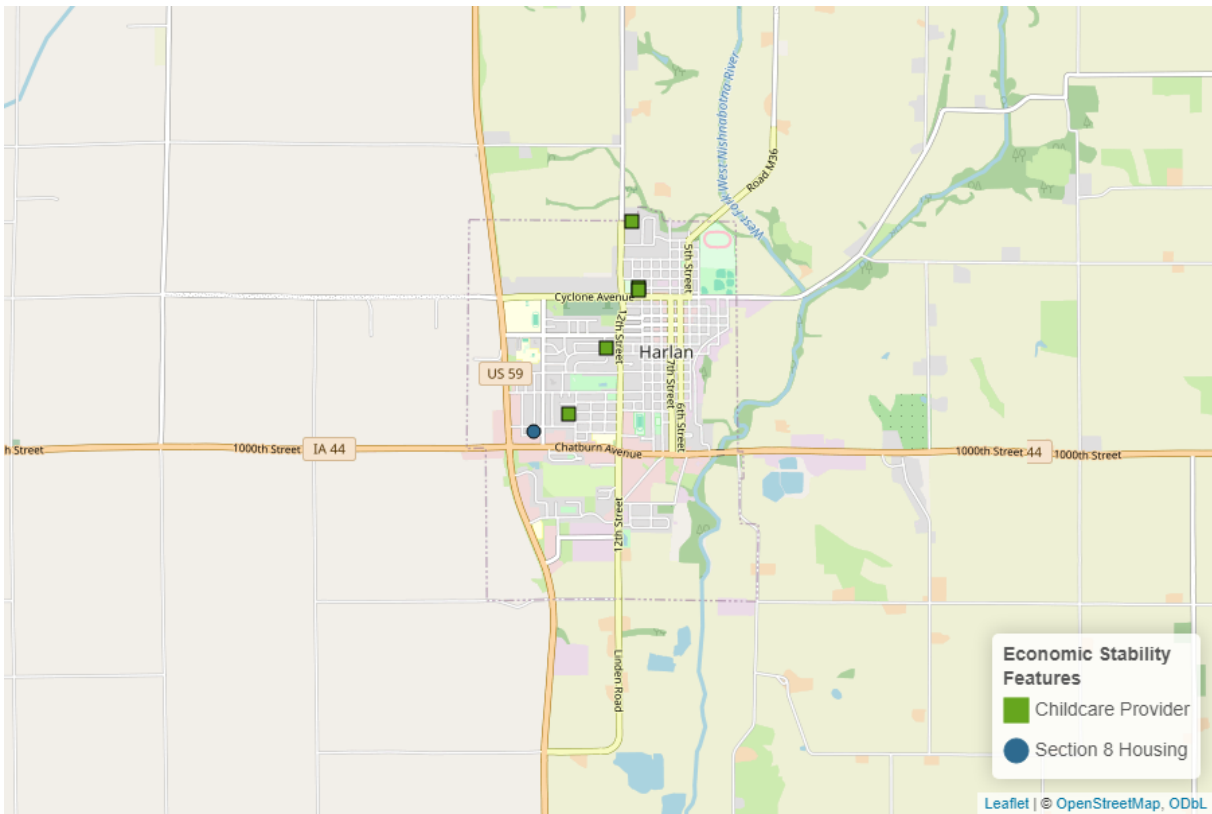 West Fork West Nishnabotna River
Road M36
5th Street
Cyclone Avenue
12th Street
Harlan
US 59
7th Street
6th Street
h Street
1000th Street
IA 44
Chatburn Avenue
1000th Street
44
1000th Street
12th Street
Linden Road
Economic Stability
Features
Childcare Provider
Section 8 Housing
Leaflet | © OpenStreetMap, ODbL